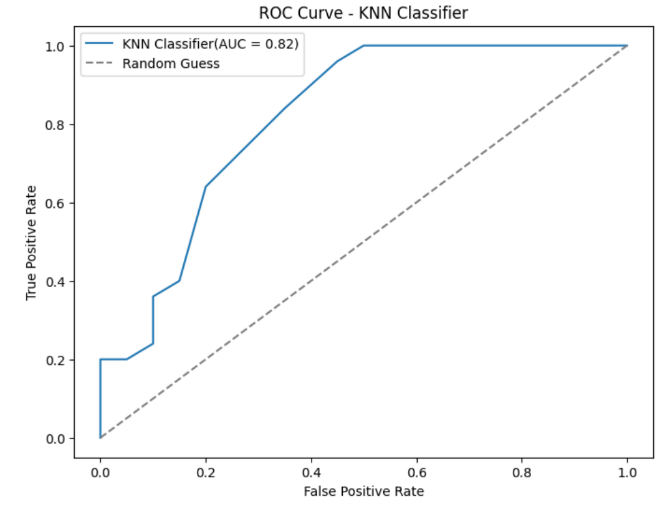 ROC Curve - KNN Classifier
KNN Classifier(AUC = 0.82)
Random Guess
True Positive Rate
1.0
0.8
0.6
0.4
0.2
0.0
0.0 0.2 0.4 0.6 0.8 1.0
False Positive Rate